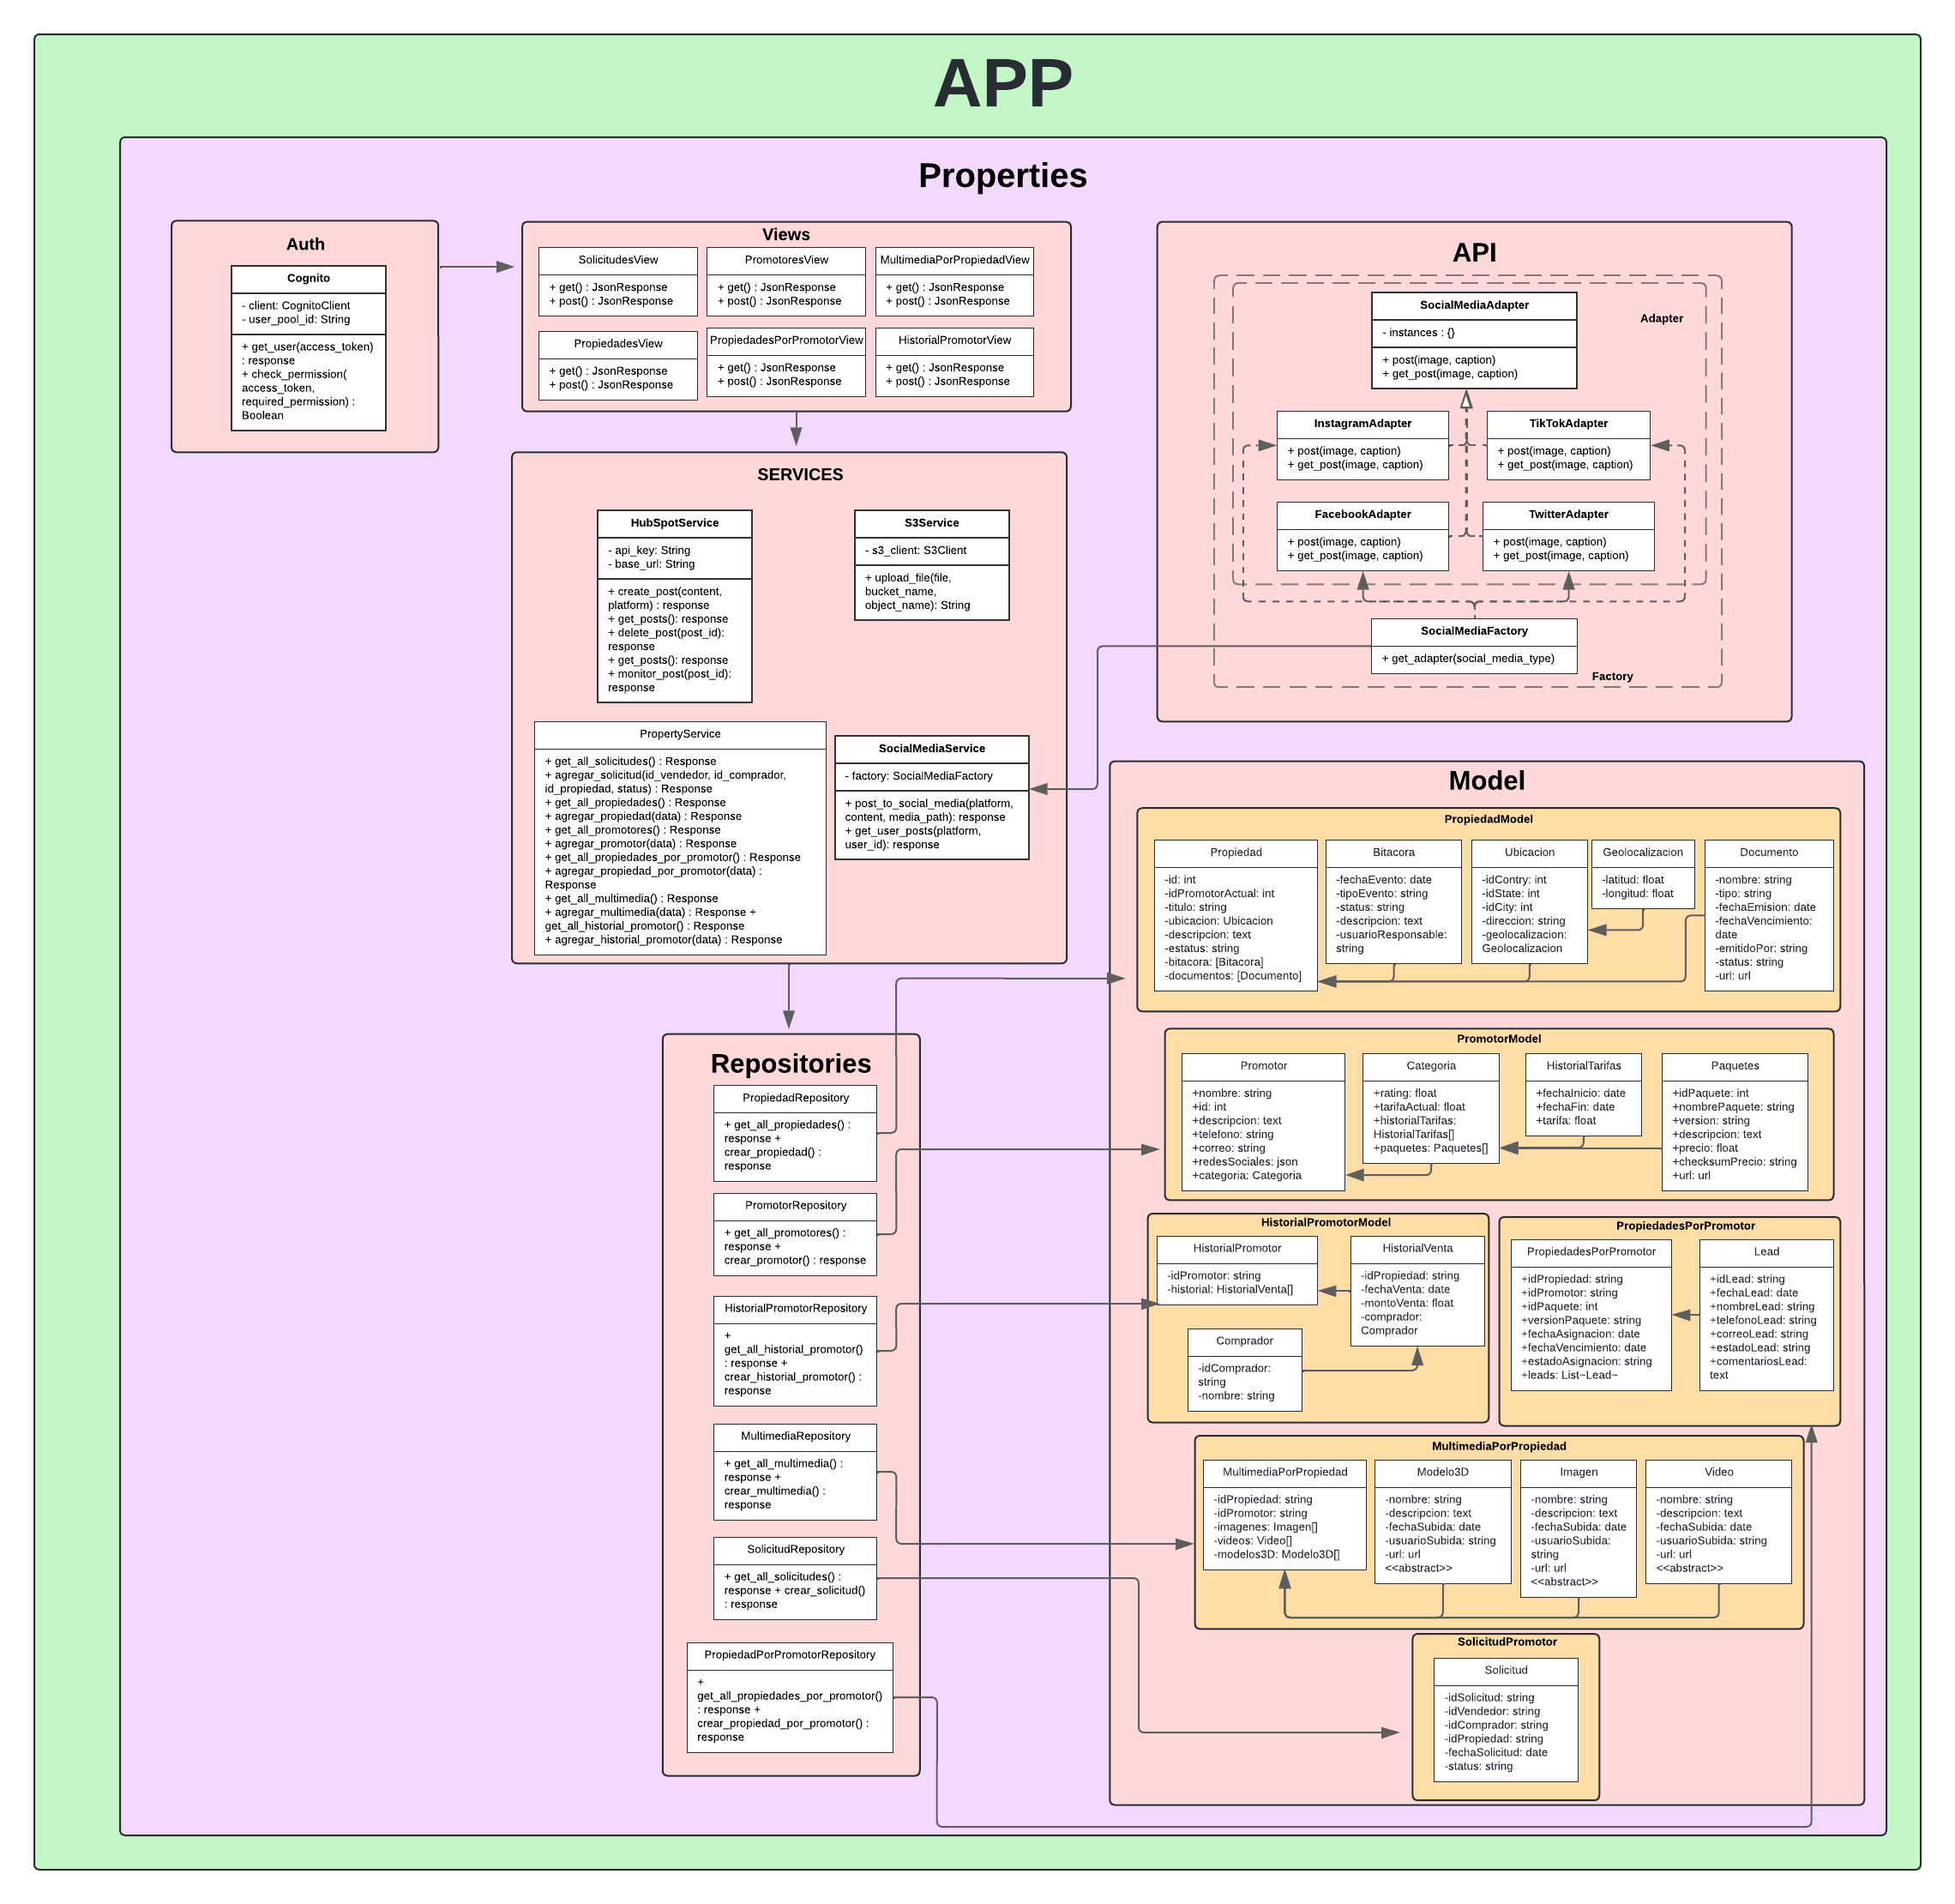 APP
Properties
Auth
Cognito
- client: CognitoClient
- user_pool_id: String
+ get_user(access_token)
: response
+ check_permission(
access_token,
required_permission) :
Boolean
Views
SolicitudesView
+ get() : JsonResponse
+ post() : JsonResponse
PromotoresView
+ get() : JsonResponse
+ post() : JsonResponse
MultimediaPorPropiedadView
+ get() : JsonResponse
+ post() : JsonResponse
PropiedadesView
+ get() : JsonResponse
+ post() : JsonResponse
PropiedadesPorPromotorView
+ get() : JsonResponse
+ post() : JsonResponse
HistorialPromotorView
+ get() : JsonResponse
+ post() : JsonResponse
API
Adapter
SocialMediaAdapter
- instances : {}
+ post(image, caption)
+ get_post(image, caption)
InstagramAdapter
+ post(image, caption)
+ get_post(image, caption)
TikTokAdapter
+ post(image, caption)
+ get_post(image, caption)
FacebookAdapter
+ post(image, caption)
+ get_post(image, caption)
TwitterAdapter
+ post(image, caption)
+ get_post(image, caption)
SocialMediaFactory
+ get_adapter(social_media_type)
Factory
SERVICES
HubSpotService
- api_key: String
- base_url: String
+ create_post(content,
platform) : response
+ get_posts(): response
+ delete_post(post_id):
response
+ get_posts(): response
+ monitor_post(post_id):
response
S3Service
- s3_client: S3Client
+ upload_file(file,
bucket_name,
object_name): String
PropertyService
+ get_all_solicitudes() : Response
+ agregar_solicitud(id_vendedor, id_comprador,
id_propiedad, status) : Response
+ get_all_propiedades() : Response
+ agregar_propiedad(data) : Response
+ get_all_promotores() : Response
+ agregar_promotor(data) : Response
+ get_all_propiedades_por_promotor() : Response
+ agregar_propiedad_por_promotor(data) :
Response
+ get_all_multimedia() : Response
+ agregar_multimedia(data) : Response +
get_all_historial_promotor() : Response
+ agregar_historial_promotor(data) : Response
SocialMediaService
- factory: SocialMediaFactory
+ post_to_social_media(platform,
content, media_path): response
+ get_user_posts(platform,
user_id): response
Repositories
PropiedadRepository
+ get_all_propiedades() :
response +
crear_propiedad() :
response
PromotorRepository
+ get_all_promotores() :
response +
crear_promotor() : response
HistorialPromotorRepository
+
get_all_historial_promotor()
: response +
crear_historial_promotor() :
response
MultimediaRepository
+ get_all_multimedia() :
response +
crear_multimedia() :
response
SolicitudRepository
+ get_all_solicitudes() :
response + crear_solicitud()
: response
PropiedadPorPromotorRepository
+
get_all_propiedades_por_promotor()
: response +
crear_propiedad_por_promotor() :
response
Model
PropiedadModel
Propiedad
-id: int
-idPromotorActual: int
-titulo: string
-ubicacion: Ubicacion
-descripcion: text
-estatus: string
-bitacora: [Bitacora]
-documentos: [Documento]
Bitacora
-fechaEvento: date
-tipoEvento: string
-status: string
-descripcion: text
-usuarioResponsable:
string
Ubicacion
-idContry: int
-idState: int
-idCity: int
-direccion: string
-geolocalizacion:
Geolocalizacion
Geolocalizacion
-latitud: float
-longitud: float
Documento
-nombre: string
-tipo: string
-fechaEmision: date
-fechaVencimiento:
date
-emitidoPor: string
-status: string
-url: url
PromotorModel
Promotor
+nombre: string
+id: int
+descripcion: text
+telefono: string
+correo: string
+redesSociales: json
+categoria: Categoria
Categoria
+rating: float
+tarifaActual: float
+historialTarifas:
HistorialTarifas[]
+paquetes: Paquetes[]
HistorialTarifas
+fechaInicio: date
+fechaFin: date
+tarifa: float
Paquetes
+idPaquete: int
+nombrePaquete: string
+version: string
+descripcion: text
+precio: float
+checksumPrecio: string
+url: url
HistorialPromotorModel
HistorialPromotor
-idPromotor: string
-historial: HistorialVenta[]
HistorialVenta
-idPropiedad: string
-fechaVenta: date
-montoVenta: float
-comprador:
Comprador
Comprador
-idComprador:
string
-nombre: string
PropiedadesPorPromotor
PropiedadesPorPromotor
+idPropiedad: string
+idPromotor: string
+idPaquete: int
+versionPaquete: string
+fechaAsignacion: date
+fechaVencimiento: date
+estadoAsignacion: string
+leads: List~Lead~
Lead
+idLead: string
+fechaLead: date
+nombreLead: string
+telefonoLead: string
+correoLead: string
+estadoLead: string
+comentariosLead:
text
MultimediaPorPropiedad
MultimediaPorPropiedad
-idPropiedad: string
-idPromotor: string
-imagenes: Imagen[]
-videos: Video[]
-modelos3D: Modelo3D[]
Modelo3D
-nombre: string
-descripcion: text
-fechaSubida: date
-usuarioSubida: string
-url: url
<<abstract>>
Imagen
-nombre: string
-descripcion: text
-fechaSubida: date
-usuarioSubida:
string
-url: url
<<abstract>>
Video
-nombre: string
-descripcion: text
-fechaSubida: date
-usuarioSubida: string
-url: url
<<abstract>>
SolicitudPromotor
Solicitud
-idSolicitud: string
-idVendedor: string
-idComprador: string
-idPropiedad: string
-fechaSolicitud: date
-status: string